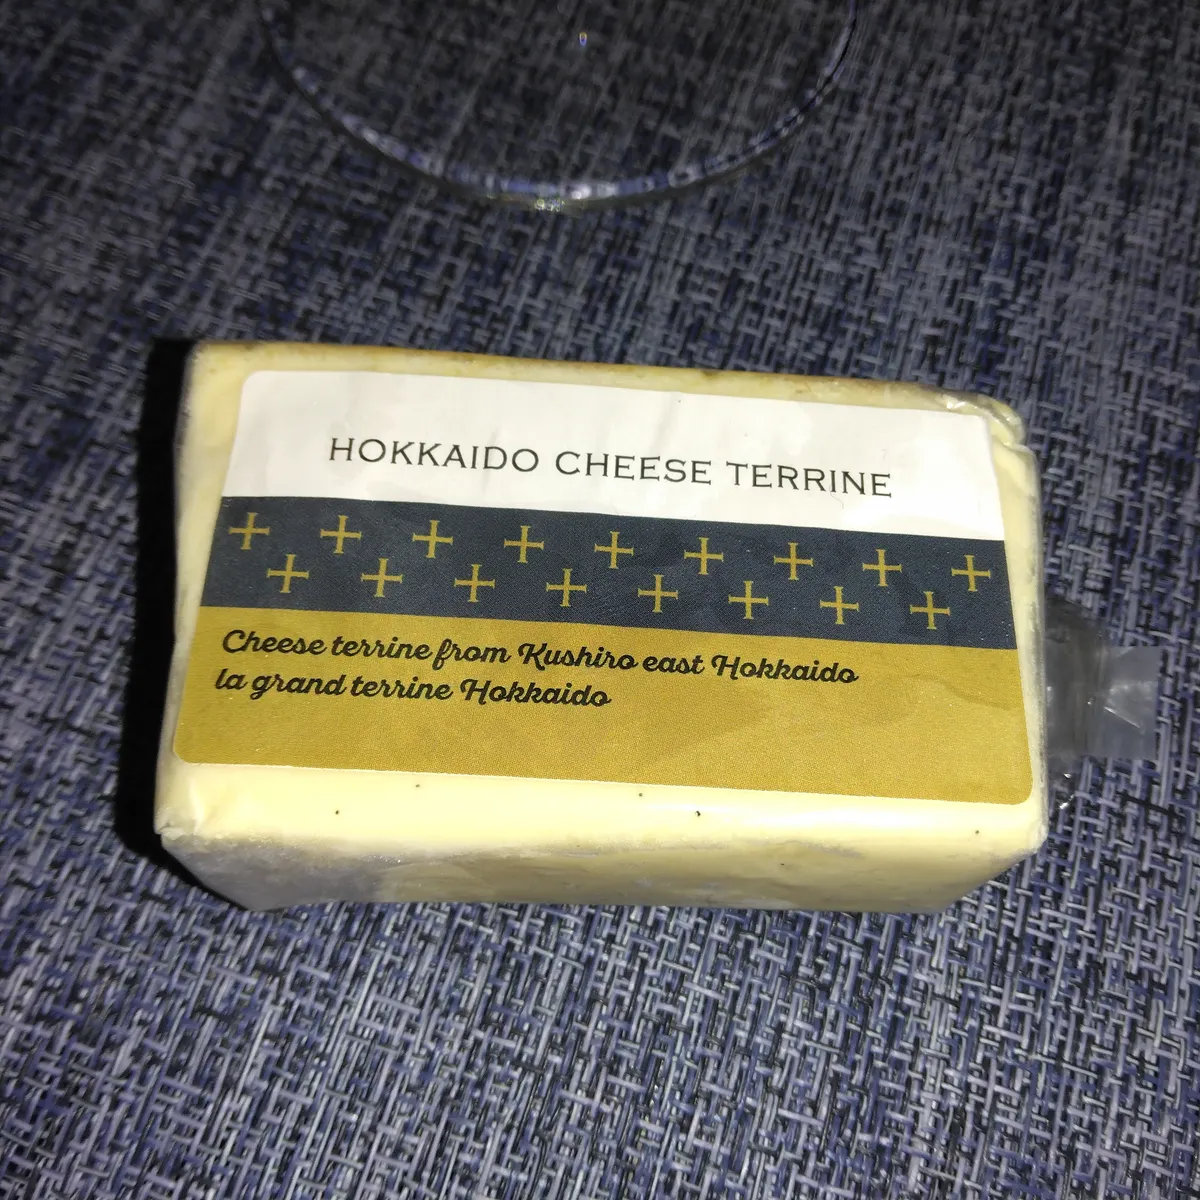 HOKKAIDO CHEESE TERRINE
Cheese terrine from Kushiro east Hokkaido
la grand terrine Hokkaido